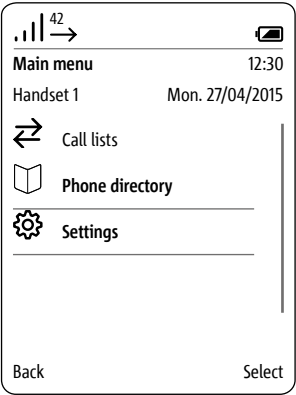 42
Main menu 12:30
Handset 1 Mon. 27/04/2015
Call lists
Phone directory
Settings
Back Select